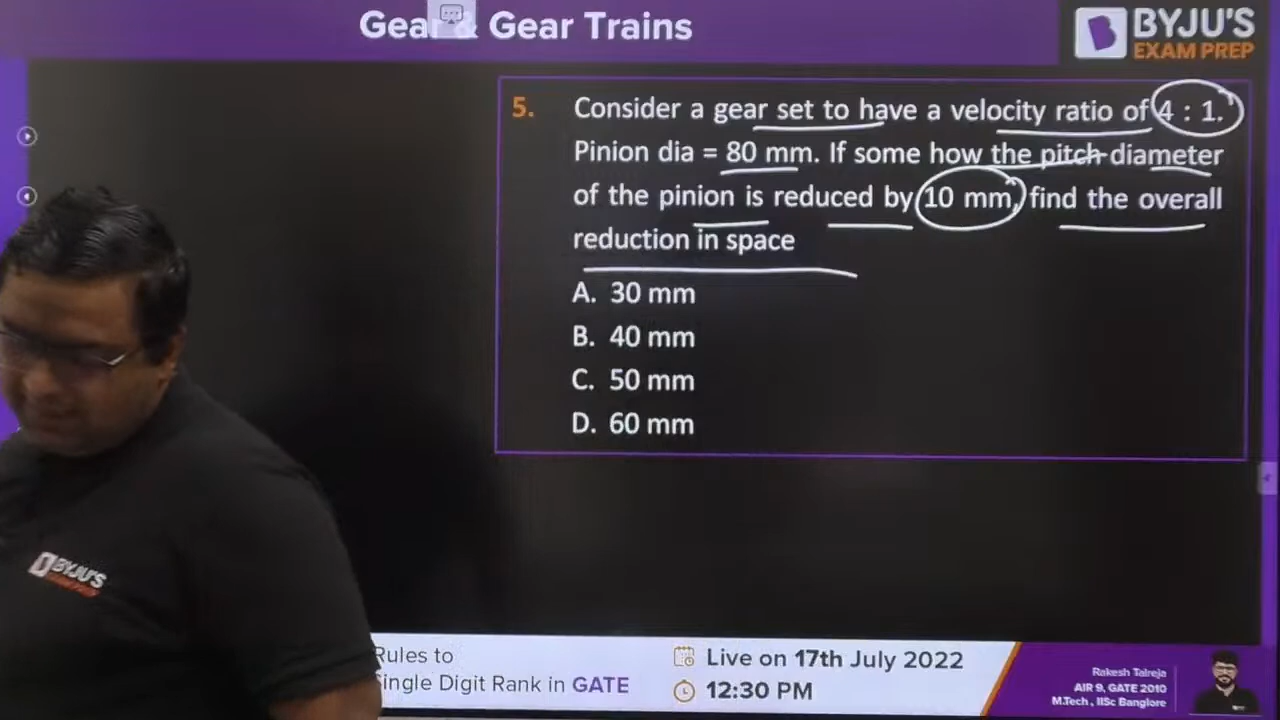 Gear & Gear Trains
BYJU'S
EXAM PREP
5. Consider a gear set to have a velocity ratio of 4 : 1.
Pinion dia = 80 mm. If some how the pitch diameter
of the pinion is reduced by 10 mm, find the overall
reduction in space
A. 30 mm
B. 40 mm
C. 50 mm
D. 60 mm
BYJU'S
EXAM PREP
Rules to
Single Digit Rank in GATE
Live on 17th July 2022
12:30 PM
Rakesh Talreja
AIR 9, GATE 2010
M.Tech , IISc Banglore